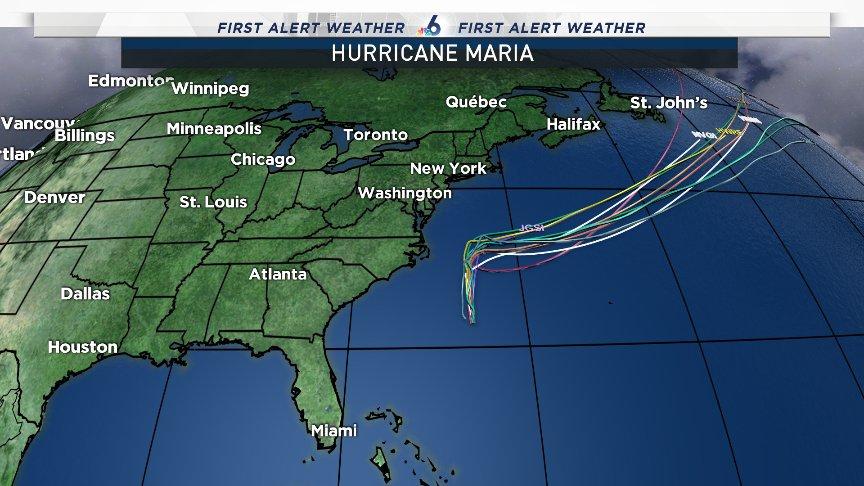 FIRST ALERT WEATHER 6 FIRST ALERT WEATHER
HURRICANE MARIA
Edmonton
Winnipeg
Québec
St. John's
Vancouv
Billings
Minneapolis
Toronto
Halifax
rtlan
Chicago
New York
Denver
St. Louis
Washington
JGSI
Atlanta
Dallas
Houston
Miami